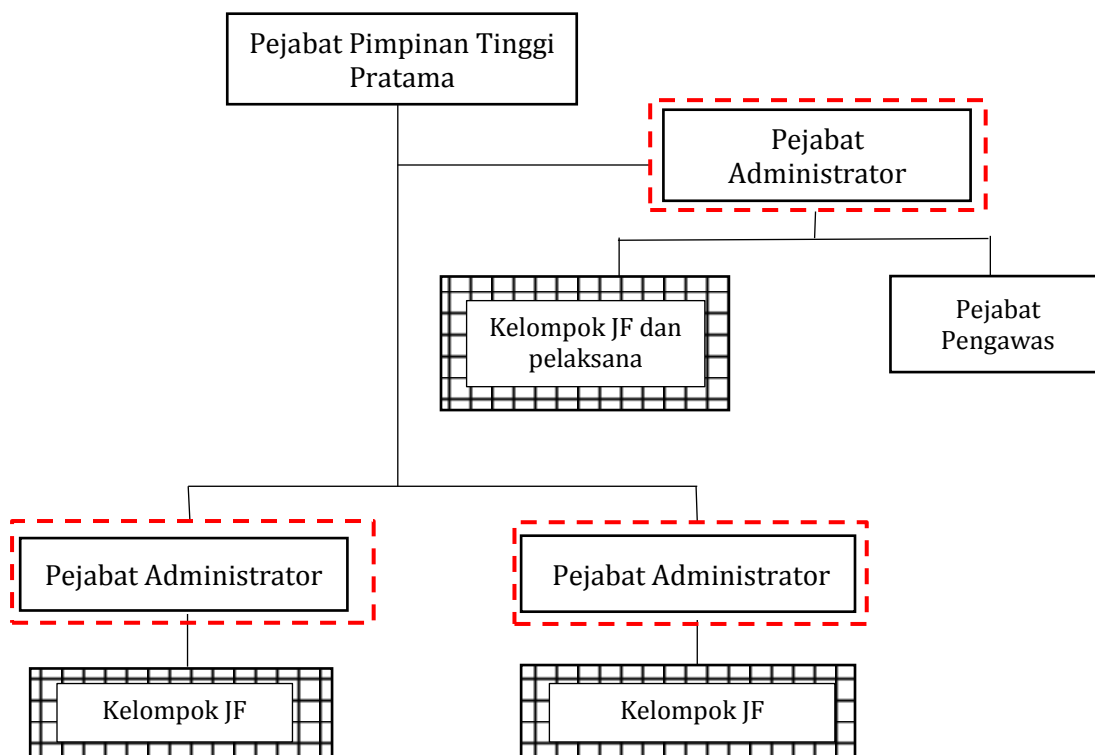 Pejabat Pimpinan Tinggi
Pratama
Pejabat
Administrator
Kelompok JF dan
pelaksana
Pejabat
Pengawas
Pejabat Administrator
Pejabat Administrator
Kelompok JF
Kelompok JF